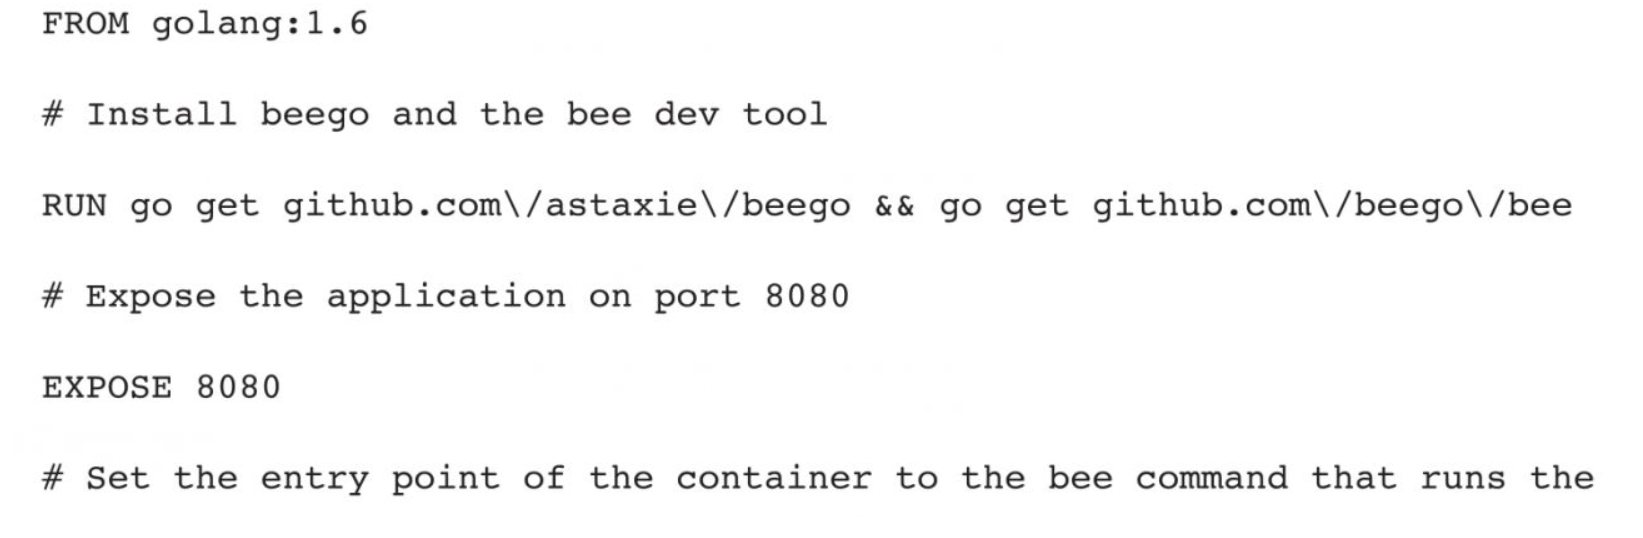 FROM golang:1.6
# Install beego and the bee dev tool
RUN go get github.com\/astaxie\/beego && go get github.com\/beego\/bee
# Expose the application on port 8080
EXPOSE 8080
# Set the entry point of the container to the bee command that runs the